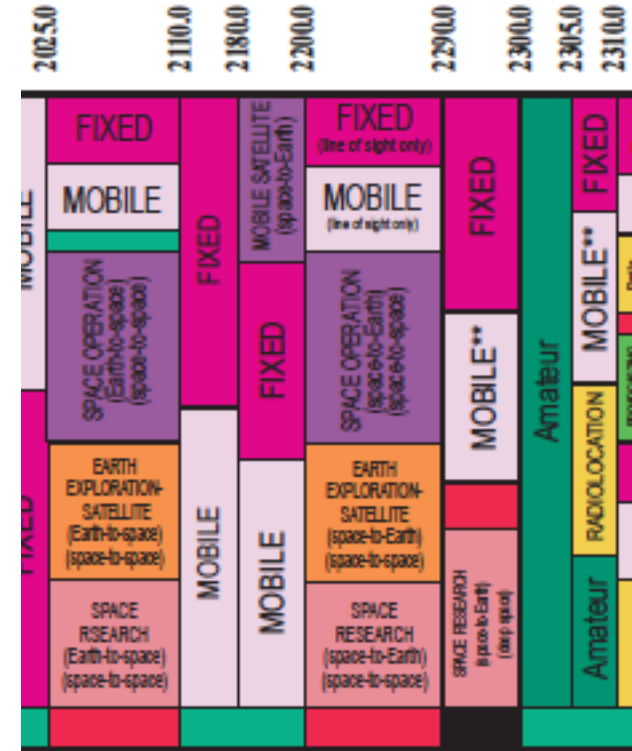 2025.0
2110.0
2180.0
2200.0
2290.0
2300.0
2305.0
2310.0
MOBILE
FIXED
FIXED
MOBILE
SPACE OPERATION
(Earth-to-space)
(space-to-space)
EARTH
EXPLORATION-
SATELLITE
(Earth-to-space)
(space-to-space)
SPACE
RSEARCH
(Earth-to-space)
(space-to-space)
FIXED
MOBILE
MOBILE SATELLITE
(space-to-Earth)
FIXED
MOBILE
FIXED
(line of sight only)
MOBILE
(line of sight only)
SPACE OPERATION
(space-to-Earth)
(space-to-space)
EARTH
EXPLORATION-
SATELLITE
(space-to-Earth)
(space-to-space)
SPACE
RESEARCH
(space-to-Earth)
(space-to-space)
FIXED
MOBILE**
SPACE RESEARCH
(space-to-Earth)
(deep space)
Amateur
FIXED
MOBILE**
RADIOLOCATION
Amateur